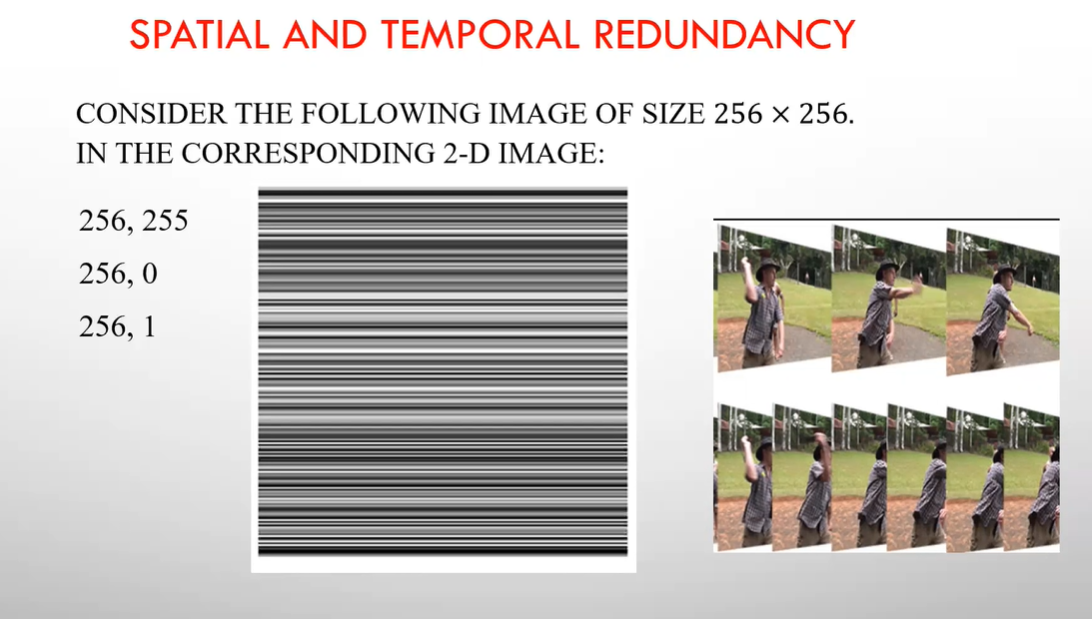 SPATIAL AND TEMPORAL REDUNDANCY
CONSIDER THE FOLLOWING IMAGE OF SIZE 256 × 256.
IN THE CORRESPONDING 2-D IMAGE:
256, 255
256, 0
256, 1